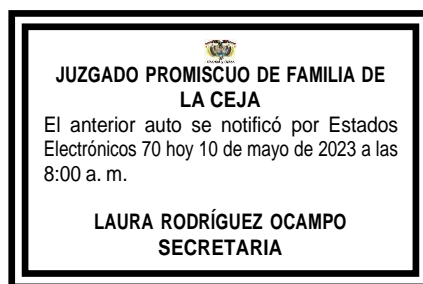 JUZGADO PROMISCUO DE FAMILIA DE
LA CEJA
El anterior auto se notificó por Estados
Electrónicos 70 hoy 10 de mayo de 2023 a las
8:00 a. m.
LAURA RODRÍGUEZ OCAMPO
SECRETARIA